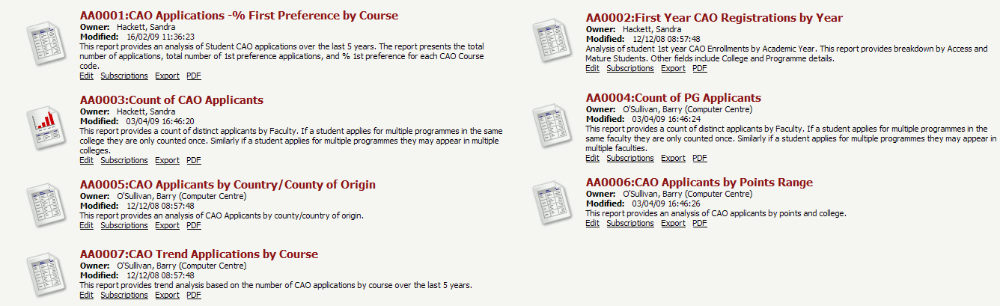 AA0001:CAO Applications -% First Preference by Course
Owner: Hackett, Sandra
Modified: 16/02/09 11:36:23
This report provides an analysis of Student CAO applications over the last 5 years. The report presents the total
number of applications, total number of 1st preference applications, and % 1st preference for each CAO Course
code.
Edit Subscriptions Export PDF
AA0002:First Year CAO Registrations by Year
Owner: Hackett, Sandra
Modified: 12/12/08 08:57:48
Analysis of student 1st year CAO Enrollments by Academic Year. This report provides breakdown by Access and
Mature Students. Other fields include College and Programme details.
Edit Subscriptions Export PDF
AA0003:Count of CAO Applicants
Owner: Hackett, Sandra
Modified: 03/04/09 16:46:20
This report provides a count of distinct applicants by Faculty. If a student applies for multiple programmes in the same
college they are only counted once. Similarly if a student applies for multiple programmes they may appear in multiple
colleges.
Edit Subscriptions Export PDF
AA0004:Count of PG Applicants
Owner: O'Sullivan, Barry (Computer Centre)
Modified: 03/04/09 16:46:24
This report provides a count of distinct applicants by Faculty. If a student applies for multiple programmes in the
same faculty they are only counted once. Similarly if a student applies for multiple programmes they may appear in
multiple faculties.
Edit Subscriptions Export PDF
AA0005:CAO Applicants by Country/County of Origin
Owner: O'Sullivan, Barry (Computer Centre)
Modified: 12/12/08 08:57:48
This report provides an analysis of CAO Applicants by county/country of origin.
Edit Subscriptions Export PDF
AA0006:CAO Applicants by Points Range
Owner: O'Sullivan, Barry (Computer Centre)
Modified: 03/04/09 16:46:26
This report provides an analysis of CAO applicants by points and college.
Edit Subscriptions Export PDF
AA0007:CAO Trend Applications by Course
Owner: O'Sullivan, Barry (Computer Centre)
Modified: 12/12/08 08:57:48
This report provides trend analysis based on the number of CAO applications by course over the last 5 years.
Edit Subscriptions Export PDF